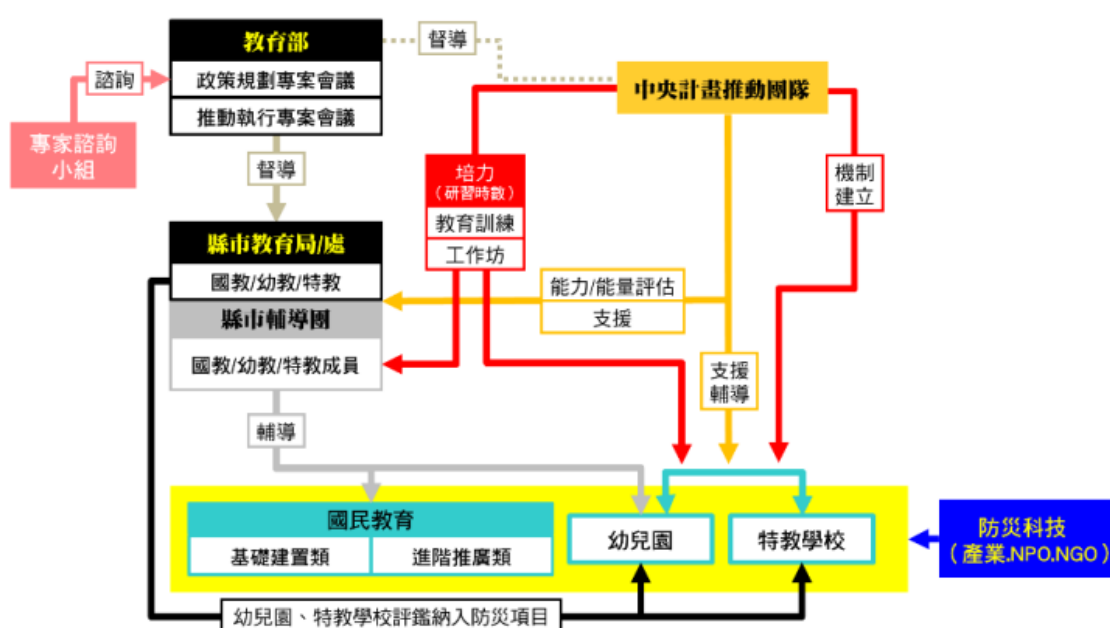 教育部
政策規劃專案會議
推動執行專案會議
督導
諮詢
專家諮詢
小組
中央計畫推動團隊
督導
培力
(研習時數)
教育訓練
工作坊
機制
建立
縣市教育局/處
國教/幼教/特教
縣市輔導團
國教/幼教/特教成員
能力/能量評估
支援
支援
輔導
輔導
國民教育
基礎建置類
進階推廣類
幼兒園
特教學校
防災科技
(產業.NPO.NGO)
幼兒園、特教學校評鑑納入防災項目